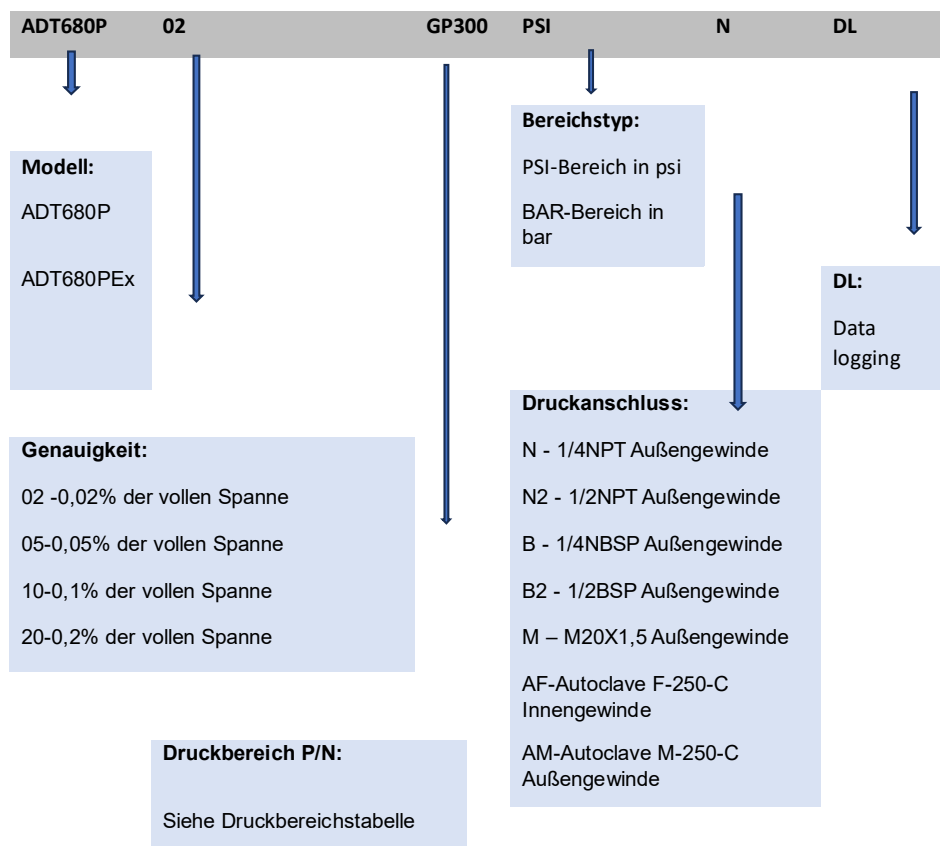 ADT680P 02 GP300 PSI N DL
Modell:
ADT680P
ADT680PEx
Bereichstyp:
PSI-Bereich in psi
BAR-Bereich in
bar
DL:
Data
logging
Genauigkeit:
02 -0,02% der vollen Spanne
05-0,05% der vollen Spanne
10-0,1% der vollen Spanne
20-0,2% der vollen Spanne
Druckanschluss:
N - 1/4NPT Außengewinde
N2 - 1/2NPT Außengewinde
B - 1/4NBSP Außengewinde
B2 - 1/2BSP Außengewinde
M – M20X1,5 Außengewinde
AF-Autoclave F-250-C
Innengewinde
AM-Autoclave M-250-C
Außengewinde
Druckbereich P/N:
Siehe Druckbereichstabelle